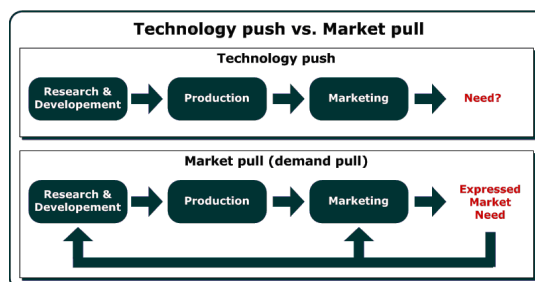 Technology push vs. Market pull
Technology push
Research &
Developement
Production
Marketing
Need?
Market pull (demand pull)
Research &
Developement
Production
Marketing
Expressed
Market
Need